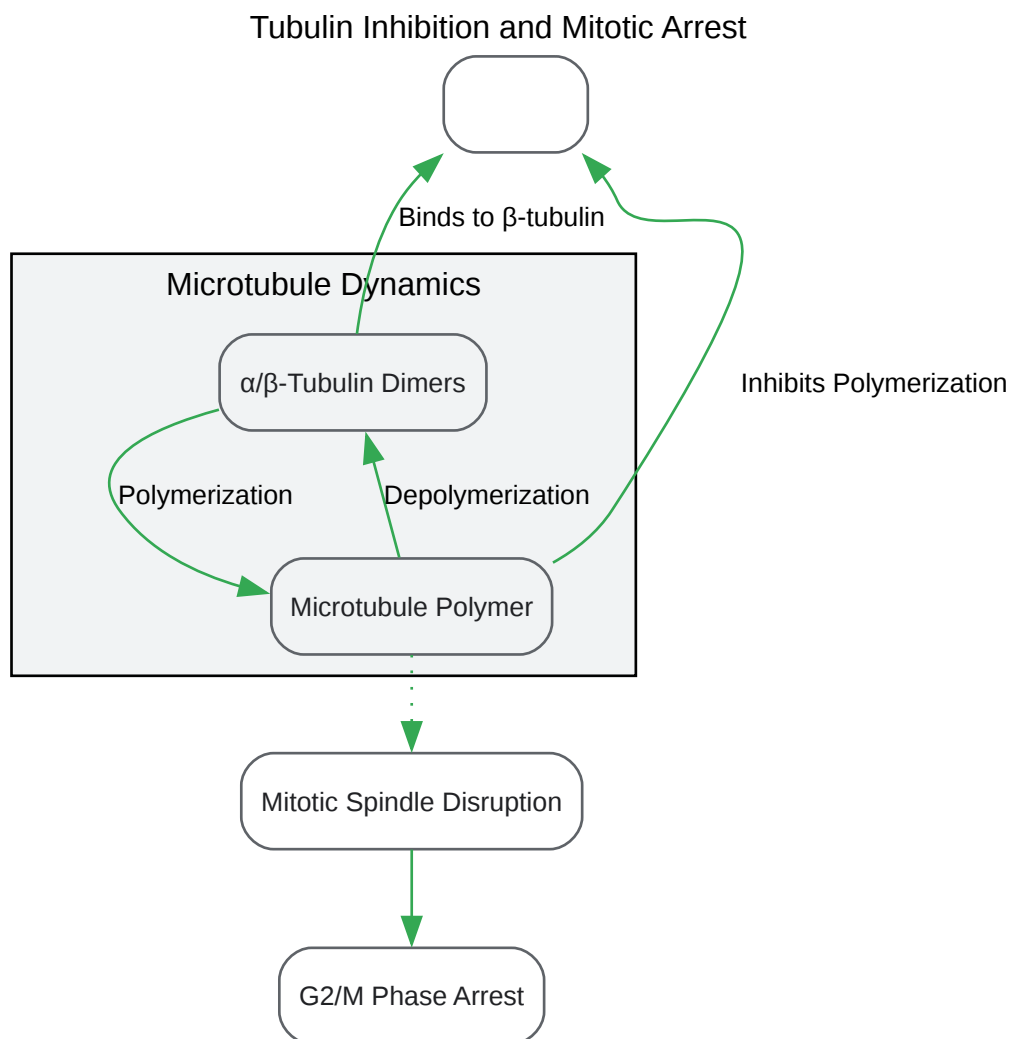 Tubulin Inhibition and Mitotic Arrest
Binds to β-tubulin
Microtubule Dynamics
α/β-Tubulin Dimers
Inhibits Polymerization
Polymerization
Depolymerization
Microtubule Polymer
Mitotic Spindle Disruption
G2/M Phase Arrest